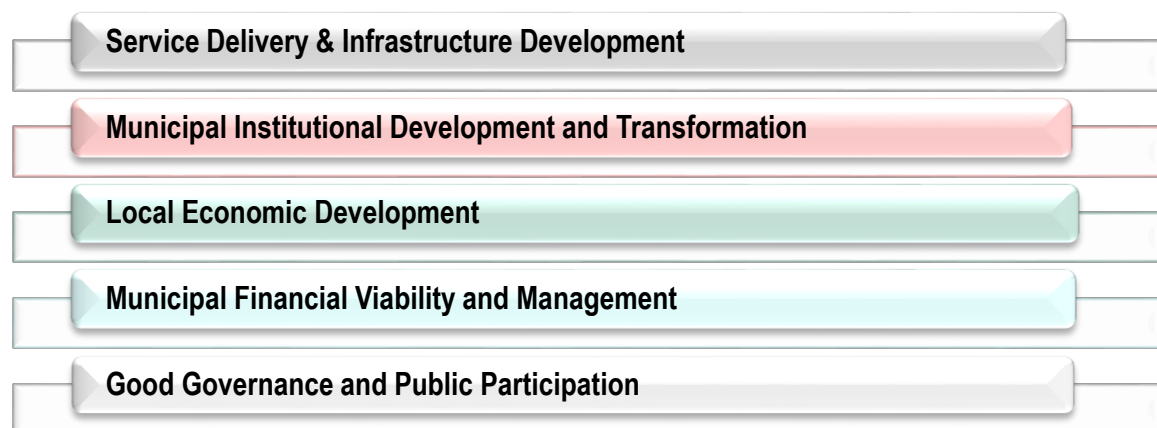 Service Delivery & Infrastructure Development
Municipal Institutional Development and Transformation
Local Economic Development
Municipal Financial Viability and Management
Good Governance and Public Participation